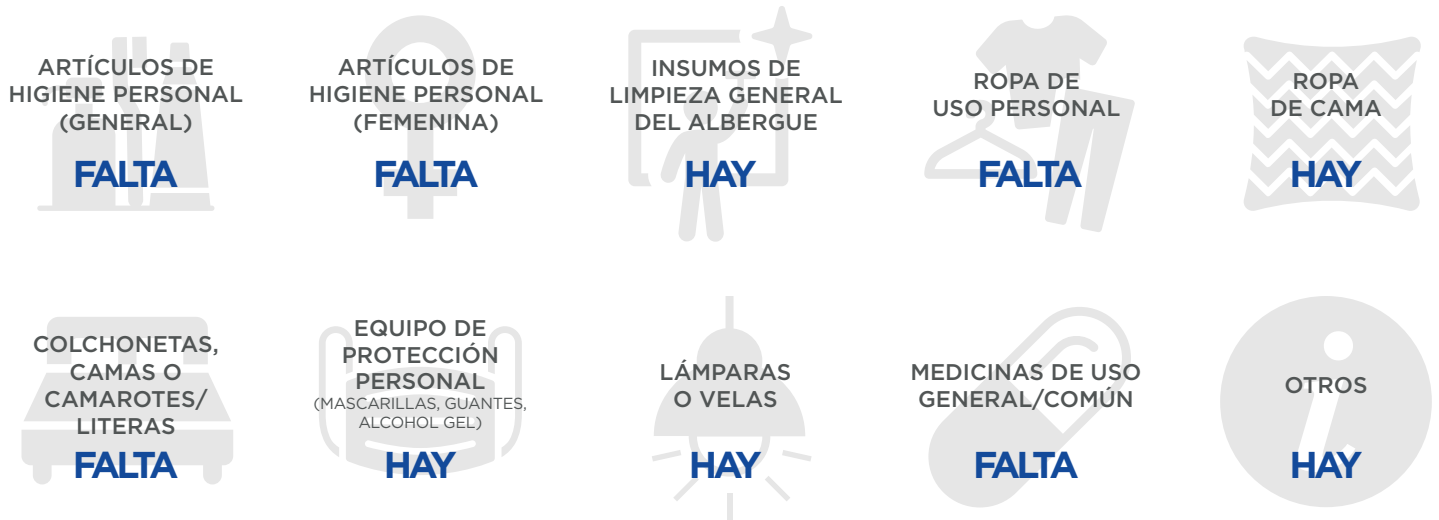 ARTÍCULOS DE
HIGIENE PERSONAL
(GENERAL)
FALTA
ARTÍCULOS DE
HIGIENE PERSONAL
(FEMENINA)
FALTA
INSUMOS DE
LIMPIEZA GENERAL
DEL ALBERGUE
HAY
ROPA DE
USO PERSONAL
FALTA
ROPA
DE CAMA
HAY
COLCHONETAS,
CAMAS O
CAMAROTES/
LITERAS
FALTA
EQUIPO DE
PROTECCIÓN
PERSONAL
(MASCARILLAS, GUANTES,
ALCOHOL GEL)
HAY
LÁMPARAS
O VELAS
HAY
MEDICINAS DE USO
GENERAL/COMÚN
FALTA
OTROS
HAY